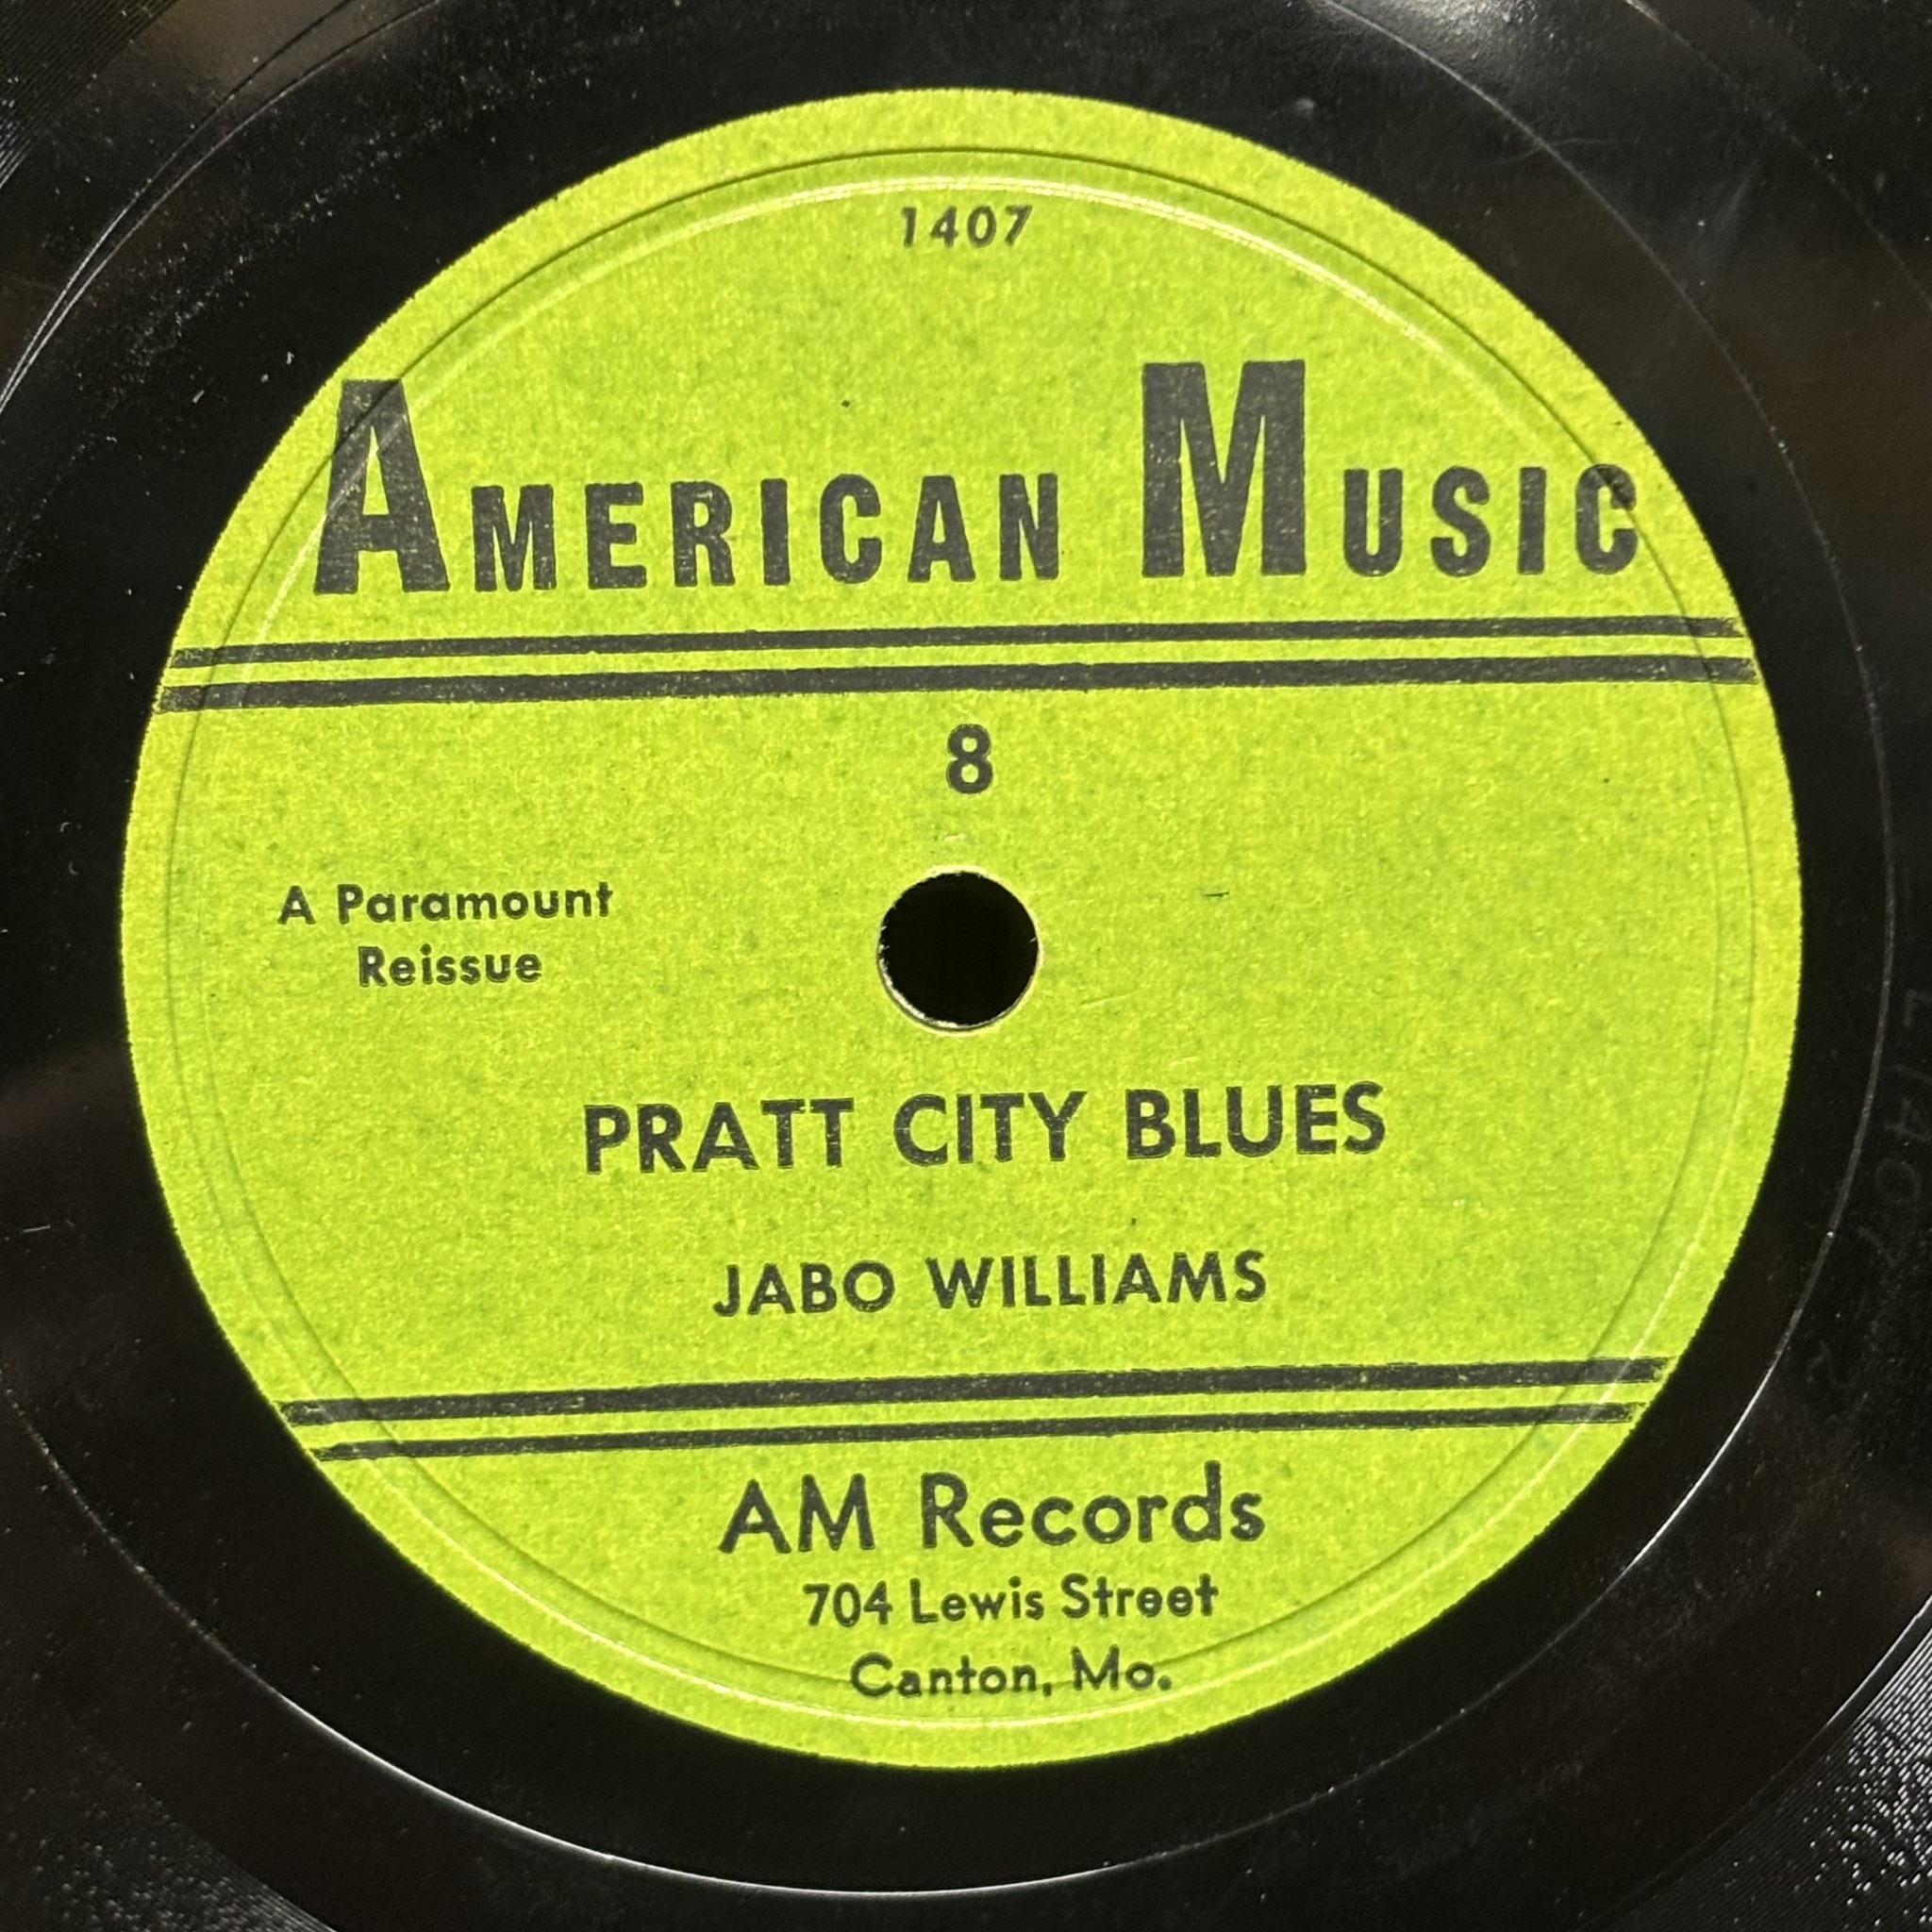 1407
AMERICAN MUSIC
8
A Paramount
Reissue
PRATT CITY BLUES
JABO WILLIAMS
AM Records
704 Lewis Street
Canton, Mo.